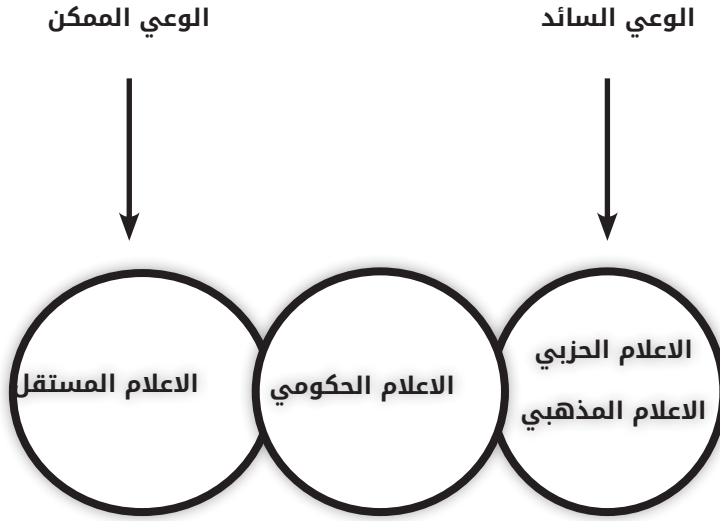 الوعي السائد
الوعي الممكن
الاعلام الحزبي
الاعلام المذهبي
الاعلام الحكومي
الاعلام المستقل